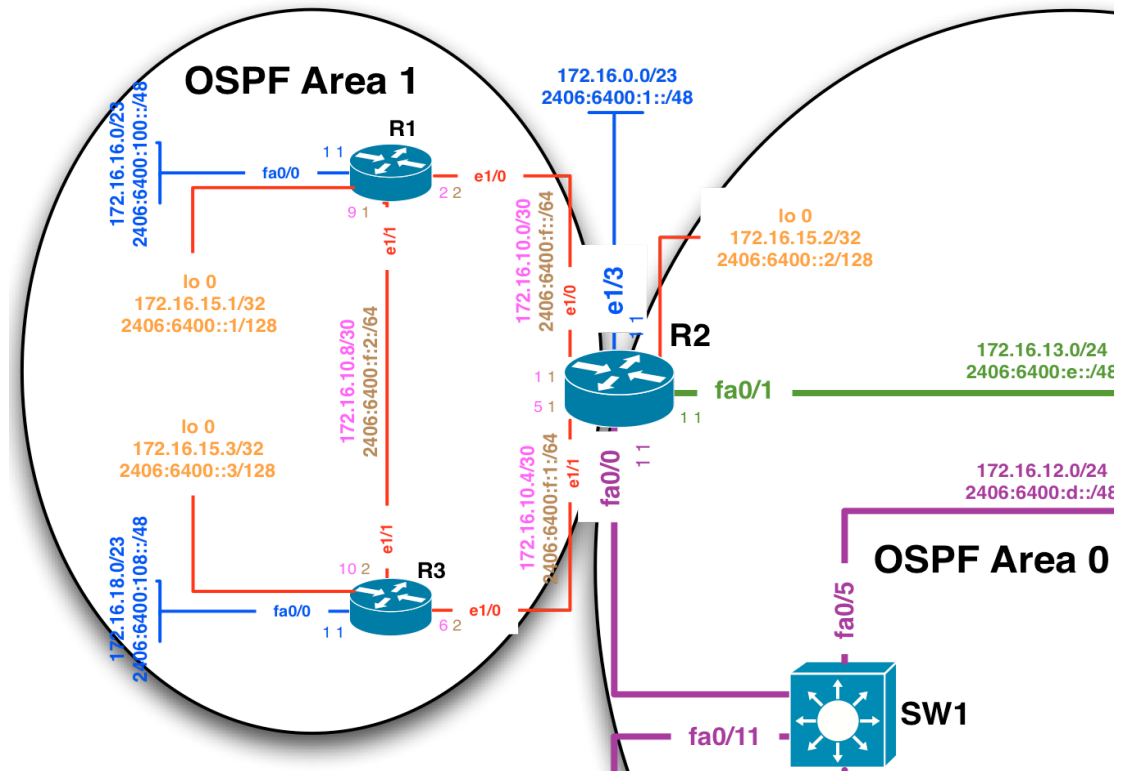 OSPF Area 1
172.16.0.0/23
2406:6400:1::/48
172.16.16.0/23
2406:6400:100::/48
R1
1 1
fa0/0
e1/0
2 2
9 1
e1/1
172.16.10.0/30
2406:6400:f::/64
e1/0
e1/3
1 1
lo 0
172.16.15.2/32
2406:6400::2/128
lo 0
172.16.15.1/32
2406:6400::1/128
172.16.10.8/30
2406:6400:f:2::/64
R2
1 1
5 1
fa0/1
1 1
172.16.13.0/24
2406:6400:e::/48
lo 0
172.16.15.3/32
2406:6400::3/128
172.16.10.4/30
2406:6400:f:1:/64
e1/1
fa0/0
1 1
172.16.12.0/24
2406:6400:d::/48
OSPF Area 0
e1/1
10 2
R3
172.16.18.0/23
2406:6400:108::/48
fa0/0
1 1
e1/0
6 2
fa0/5
SW1
fa0/11